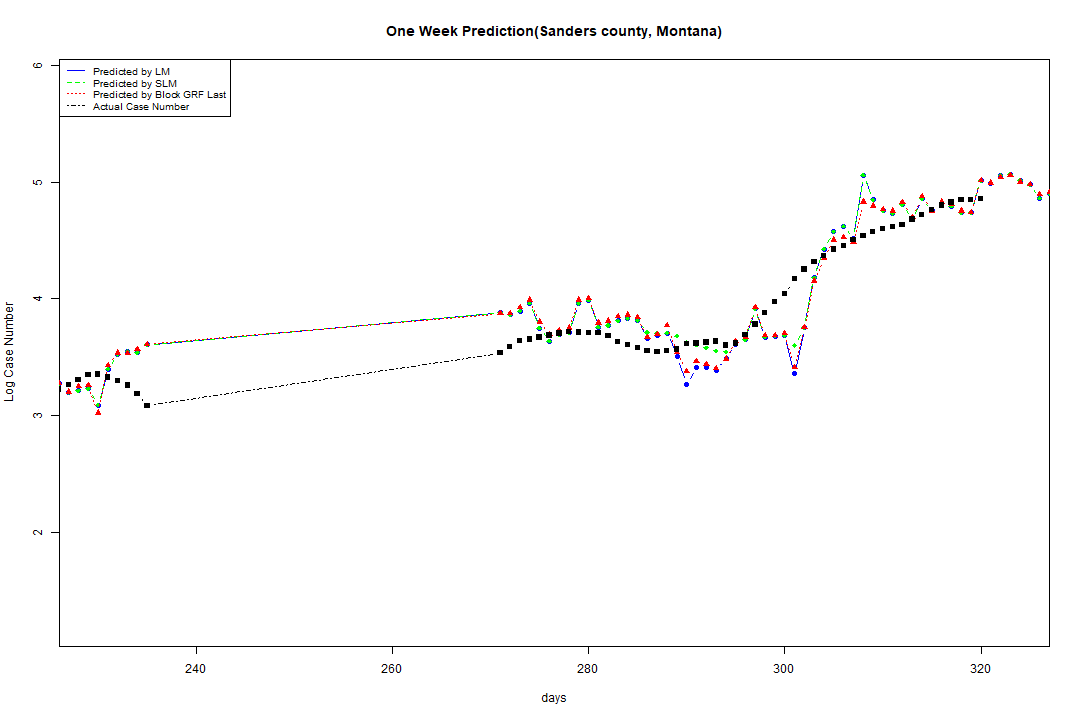 One Week Prediction(Sanders county, Montana)
Predicted by LM
Predicted by SLM
Predicted by Block GRF Last
Actual Case Number
6
5
4
3
2
Log Case Number
240 260 280 300 320
days